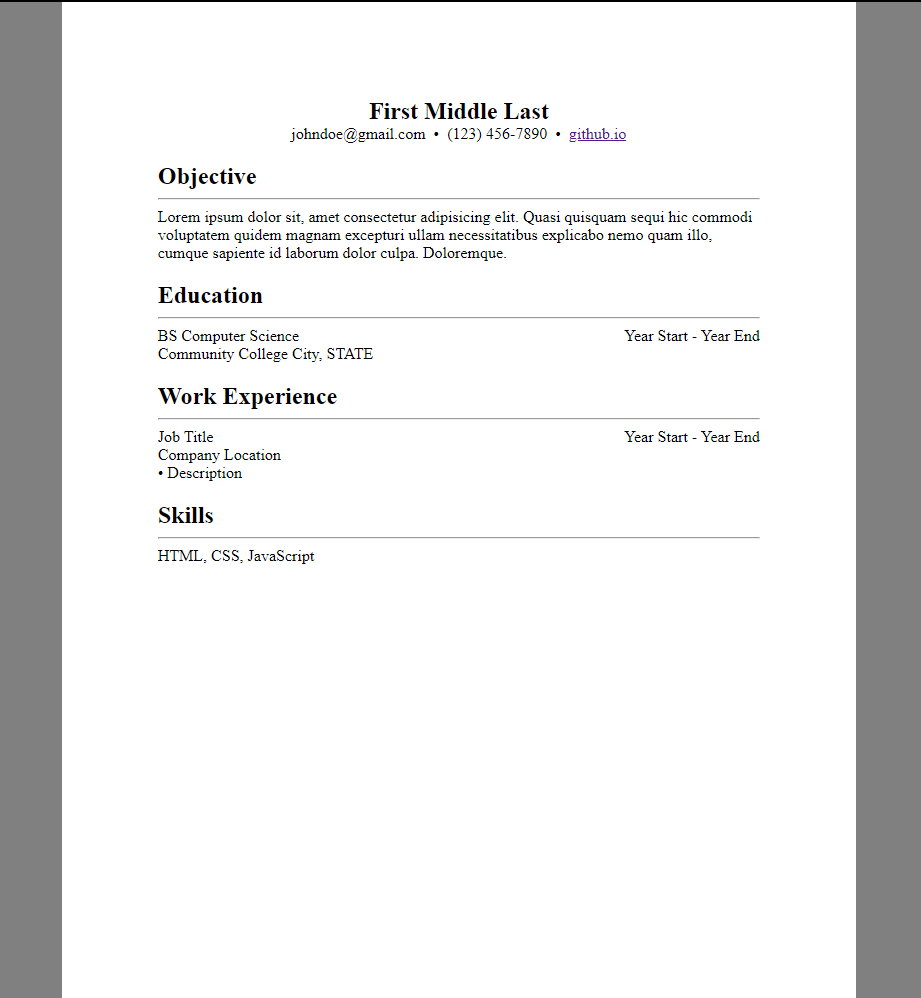 First Middle Last
johndoe@gmail.com • (123) 456-7890 • github.io
Objective
Lorem ipsum dolor sit, amet consectetur adipisicing elit. Quasi quisquam sequi hic commodi
voluptatem quidem magnam excepturi ullam necessitatibus explicabo nemo quam illo,
cumque sapiente id laborum dolor culpa. Doloremque.
Education
BS Computer Science Year Start - Year End
Community College City, STATE
Work Experience
Job Title Year Start - Year End
Company Location
• Description
Skills
HTML, CSS, JavaScript